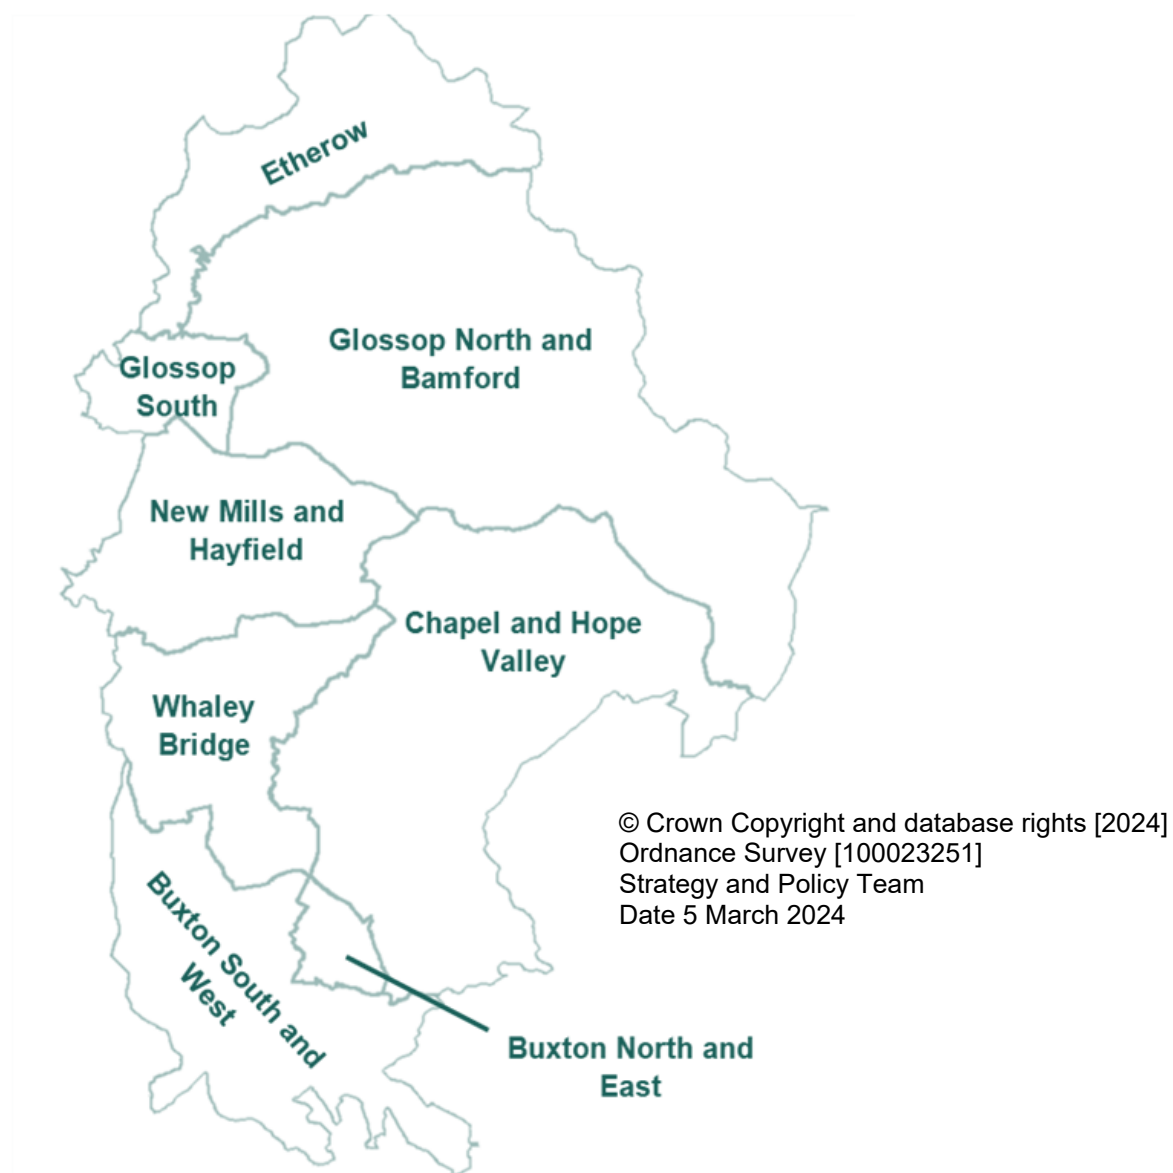 Etherow
Glossop North and
Bamford
Glossop
South
New Mills and
Hayfield
Chapel and Hope
Valley
Whaley
Bridge
© Crown Copyright and database rights [2024]
Ordnance Survey [100023251]
Strategy and Policy Team
Date 5 March 2024
Buxton South and
West
Buxton North and
East